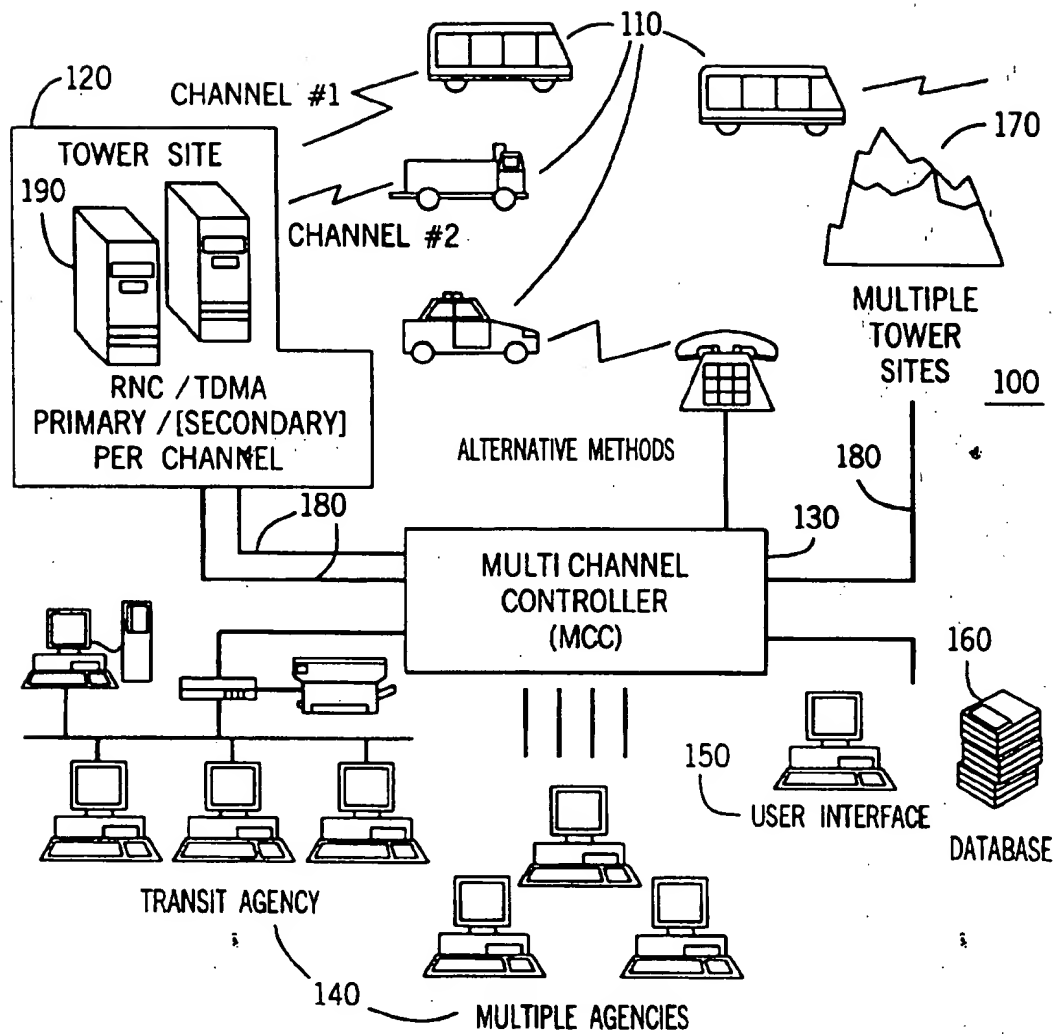 110
120
CHANNEL #1
TOWER SITE
190
CHANNEL #2
170
MULTIPLE
TOWER
SITES
100
RNC / TDMA
PRIMARY / [SECONDARY]
PER CHANNEL
ALTERNATIVE METHODS
180
180
130
MULTI CHANNEL
CONTROLLER
(MCC)
160
150
USER INTERFACE
DATABASE
TRANSIT AGENCY
140
MULTIPLE AGENCIES